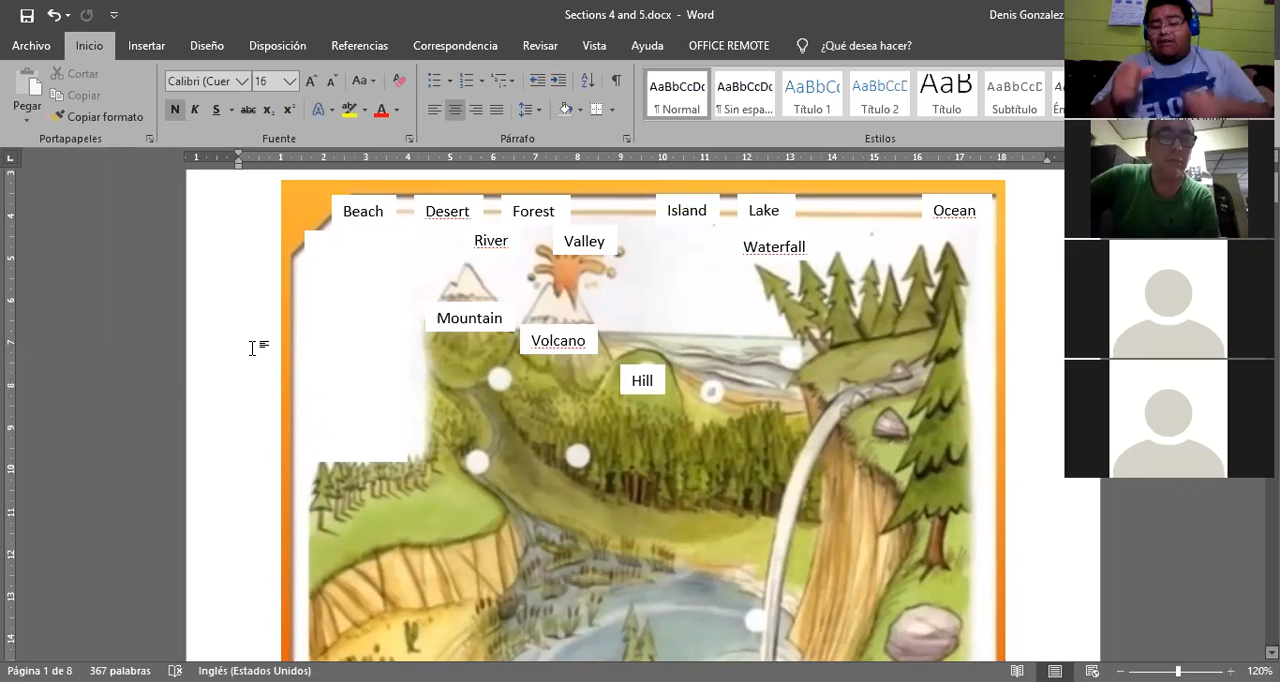 Sections 4 and 5.docx - Word
Denis Gonzalez
Archivo Inicio Insertar Diseño Disposición Referencias Correspondencia Revisar Vista Ayuda OFFICE REMOTE ¿Qué desea hacer?
Pegar
Cortar
Copiar
Copiar formato
Portapapeles
Calibri (Cuer 16
Fuente
Párrafo
AaBbCcDc AaBbCcDc AaBbCcD AaBbCcD AaB AaBbCcD
¶ Normal ¶ Sin espa... Título 1 Título 2 Título Subtítulo
Estilos
Beach Desert Forest Island Lake Ocean
River Valley Waterfall
Mountain
Volcano
Hill
Página 1 de 8 367 palabras Inglés (Estados Unidos) 120%